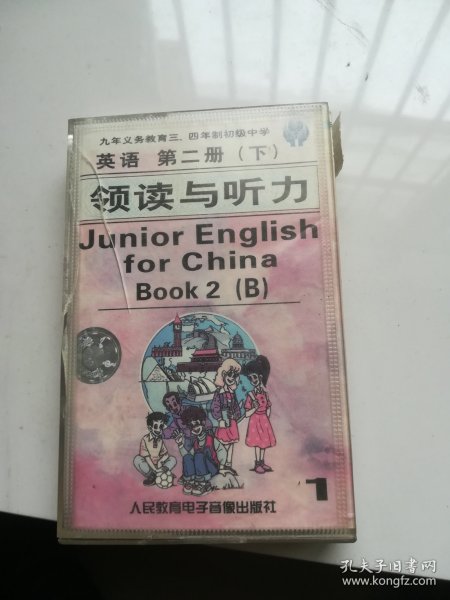 九年义务教育三、四年制初级中学
英语 第二册（下）
领读与听力
Junior English
for China
Book 2 (B)
1
人民教育电子音像出版社
孔夫子旧书网
www.kongfz.com